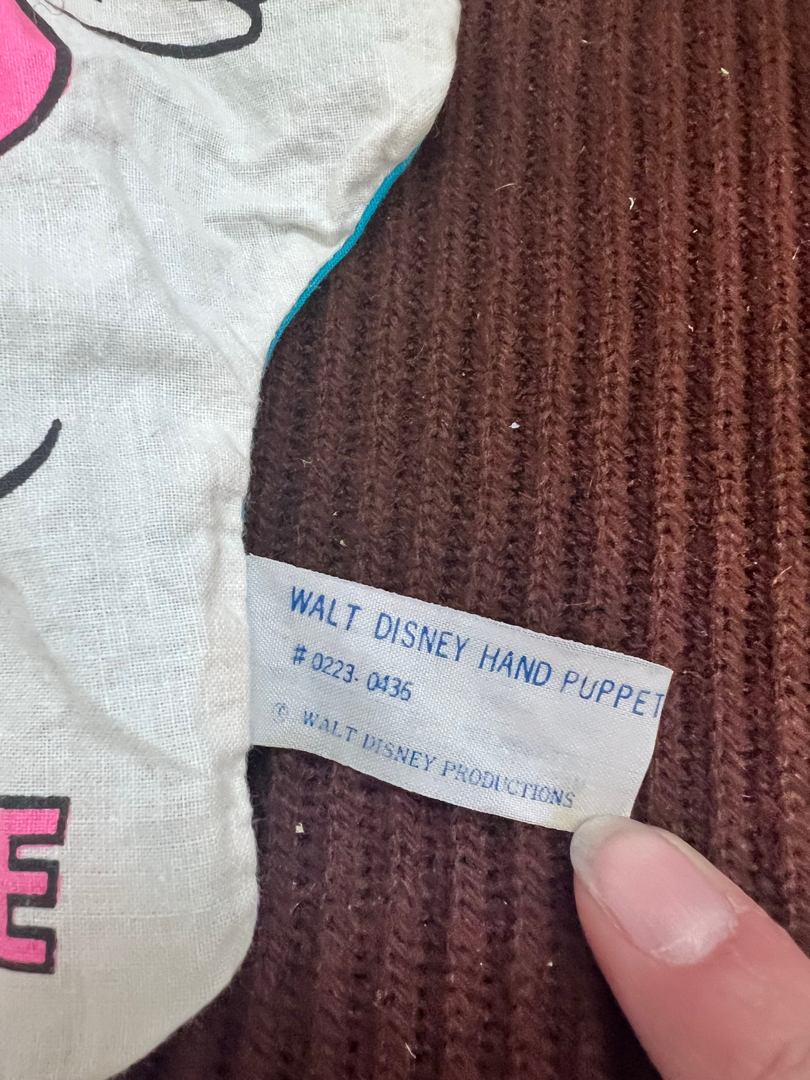 WALT DISNEY HAND PUPPET
# 0223-0436
© WALT DISNEY PRODUCTIONS
E